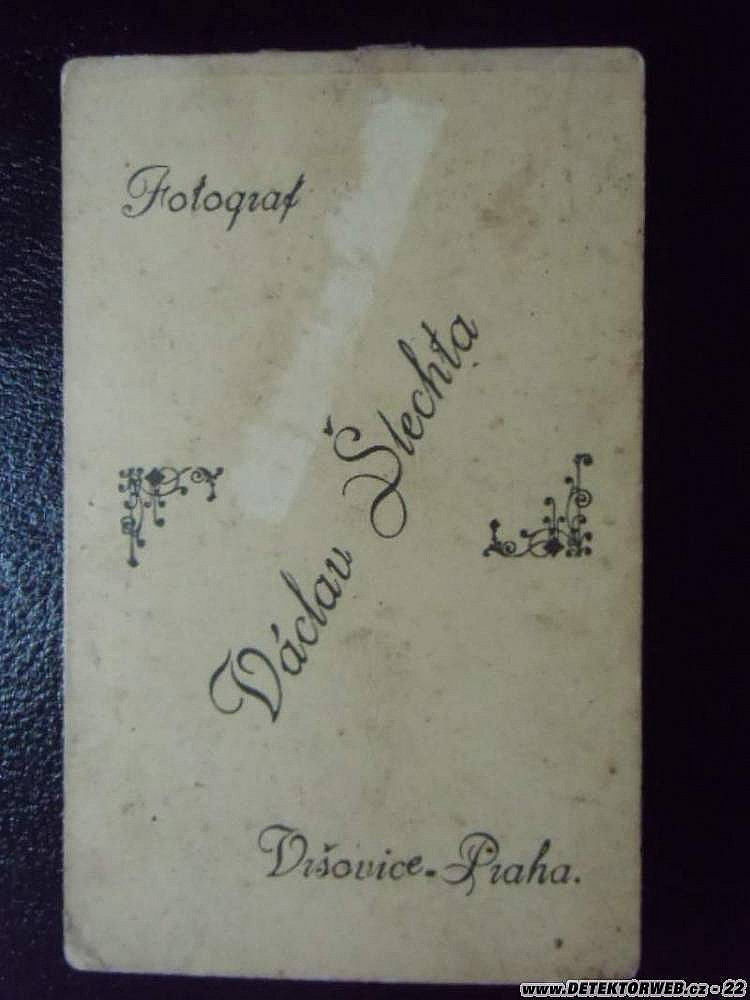 Fotograf
Václav Šlechta
Vršovice-Praha.
www.DETEKTORWEB.cz - 22